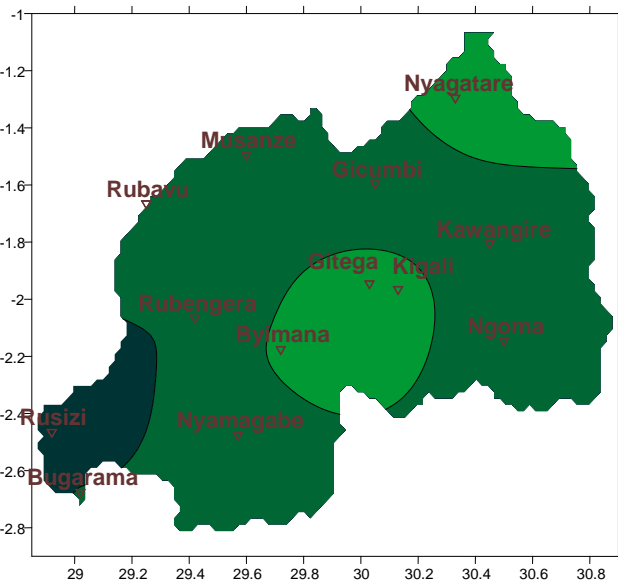 -1
-1.2
Nyagatare
-1.4
Musanze
Gicumbi
-1.6
Rubavu
-1.8
Kawangire
Gitega
Kigali
-2
Rubengera
Byimana
Ngoma
-2.2
-2.4
Rusizi
Nyamagabe
-2.6
Bugarama
-2.8
29 29.2 29.4 29.6 29.8 30 30.2 30.4 30.6 30.8